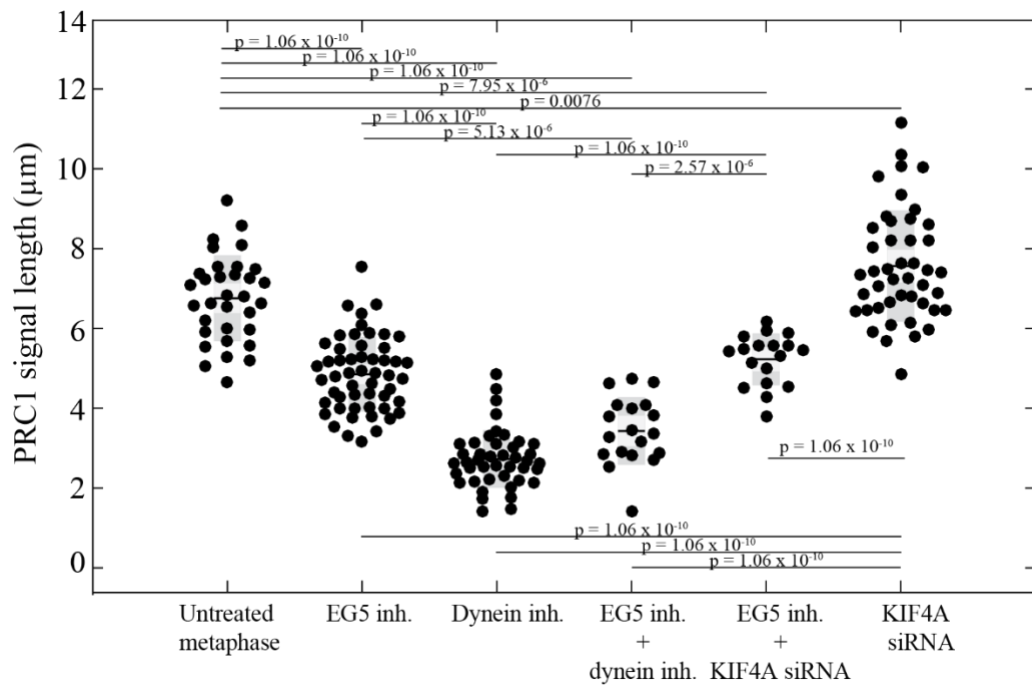 14
p = 1.06 x 10⁻¹⁰
p = 1.06 x 10⁻¹⁰
p = 1.06 x 10⁻¹⁰
p = 7.95 x 10⁻⁶
12
p = 0.0076
p = 1.06 x 10⁻¹⁰
p = 5.13 x 10⁻⁶
p = 1.06 x 10⁻¹⁰
p = 2.57 x 10⁻⁶
10
8
6
4
p = 1.06 x 10⁻¹⁰
2
p = 1.06 x 10⁻¹⁰
p = 1.06 x 10⁻¹⁰
p = 1.06 x 10⁻¹⁰
0
PRC1 signal length (μm)
Untreated
metaphase
EG5 inh.
Dynein inh.
EG5 inh.
+
dynein inh.
EG5 inh.
+
KIF4A siRNA
KIF4A
siRNA